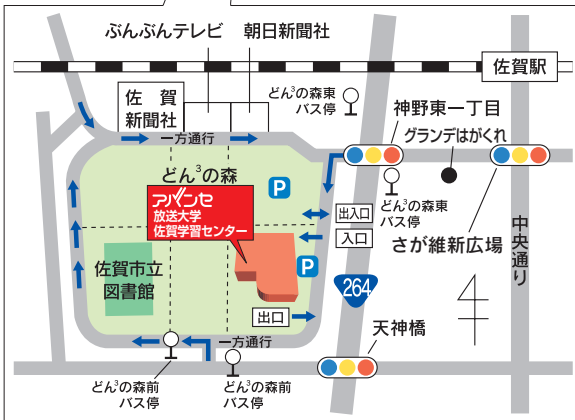 ぶんぶんテレビ
朝日新聞社
佐賀駅
佐賀
新聞社
どん³の森東
バス停
神野東一丁目
グランデはがくれ
一方通行
どん³の森
アバンセ
放送大学
佐賀学習センター
P
出入口
どん³の森東
バス停
入口
さが維新広場
中央通り
佐賀市立
図書館
P
264
出口
天神橋
一方通行
どん³の森前
バス停
どん³の森前
バス停